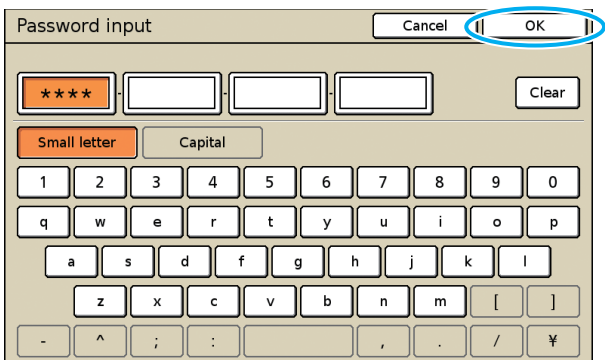 Password input Cancel OK
**** - - - Clear
Small letter Capital
1 2 3 4 5 6 7 8 9 0
q w e r t y u i o p
a s d f g h j k l
z x c v b n m [ ]
- ^ ; : , . / ¥